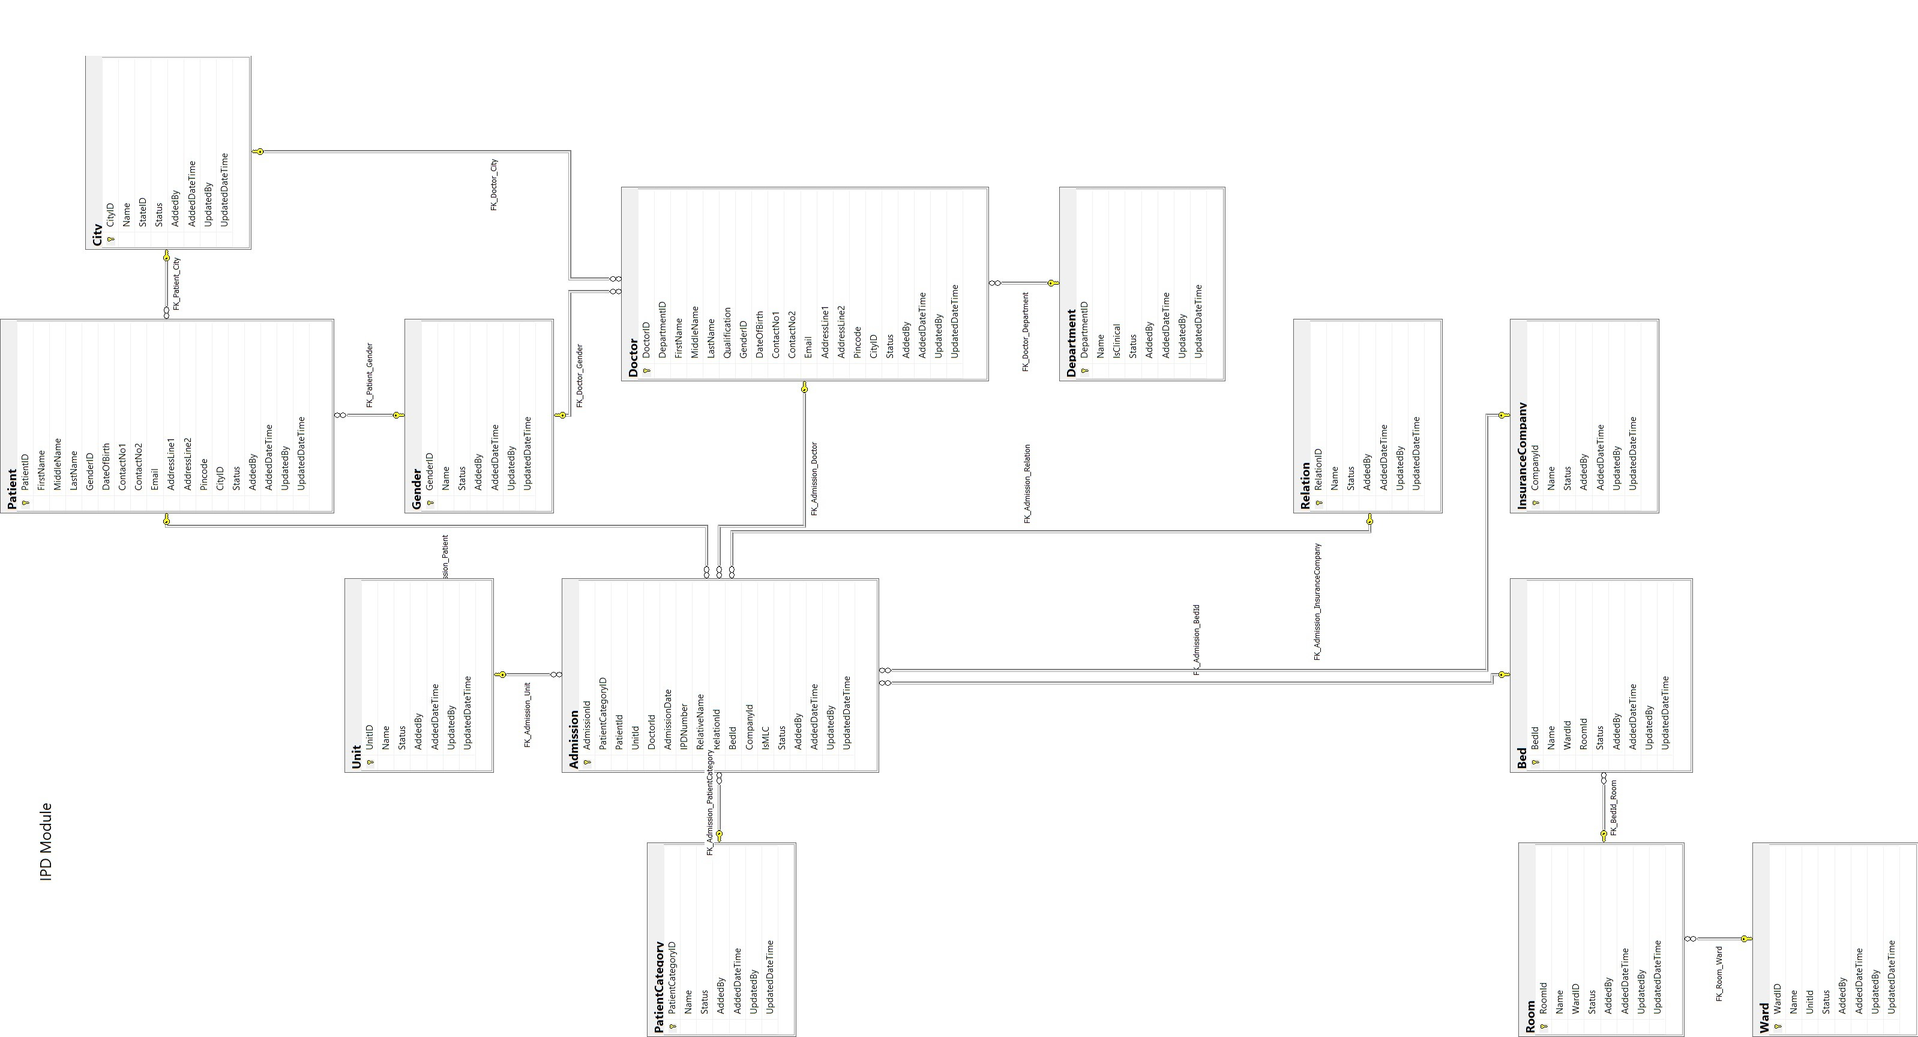 IPD Module
Patient
PatientID
FirstName
MiddleName
LastName
GenderID
DateOfBirth
ContactNo1
ContactNo2
Email
AddressLine1
AddressLine2
Pincode
CityID
Status
AddedBy
AddedDateTime
UpdatedBy
UpdatedDateTime
City
CityID
Name
StateID
Status
AddedBy
AddedDateTime
UpdatedBy
UpdatedDateTime
FK_Patient_City
FK_Patient_Gender
Gender
GenderID
Name
Status
AddedBy
AddedDateTime
UpdatedBy
UpdatedDateTime
FK_Doctor_City
FK_Doctor_Gender
Doctor
DoctorID
DepartmentID
FirstName
MiddleName
LastName
Qualification
GenderID
DateOfBirth
ContactNo1
ContactNo2
Email
AddressLine1
AddressLine2
Pincode
CityID
Status
AddedBy
AddedDateTime
UpdatedBy
UpdatedDateTime
FK_Doctor_Department
Department
DepartmentID
Name
IsClinical
Status
AddedBy
AddedDateTime
UpdatedBy
UpdatedDateTime
FK_Admission_Doctor
FK_Admission_Relation
Relation
RelationID
Name
Status
AddedBy
AddedDateTime
UpdatedBy
UpdatedDateTime
InsuranceCompany
CompanyId
Name
Status
AddedBy
AddedDateTime
UpdatedBy
UpdatedDateTime
ssion_Patient
Unit
UnitID
Name
Status
AddedBy
AddedDateTime
UpdatedBy
UpdatedDateTime
FK_Admission_Unit
Admission
AdmissionId
PatientCategoryID
PatientId
UnitId
DoctorId
AdmissionDate
IPDNumber
RelativeName
RelationId
BedId
CompanyId
IsMLC
Status
AddedBy
AddedDateTime
UpdatedBy
UpdatedDateTime
FK_Admission_BedId
FK_Admission_InsuranceCompany
Bed
BedId
Name
WardId
RoomId
Status
AddedBy
AddedDateTime
UpdatedBy
UpdatedDateTime
FK_Admission_PatientCategory
PatientCategory
PatientCategoryID
Name
Status
AddedBy
AddedDateTime
UpdatedBy
UpdatedDateTime
FK_BedId_Room
Room
RoomId
Name
WardID
Status
AddedBy
AddedDateTime
UpdatedBy
UpdatedDateTime
FK_Room_Ward
Ward
WardID
Name
UnitId
Status
AddedBy
AddedDateTime
UpdatedBy
UpdatedDateTime